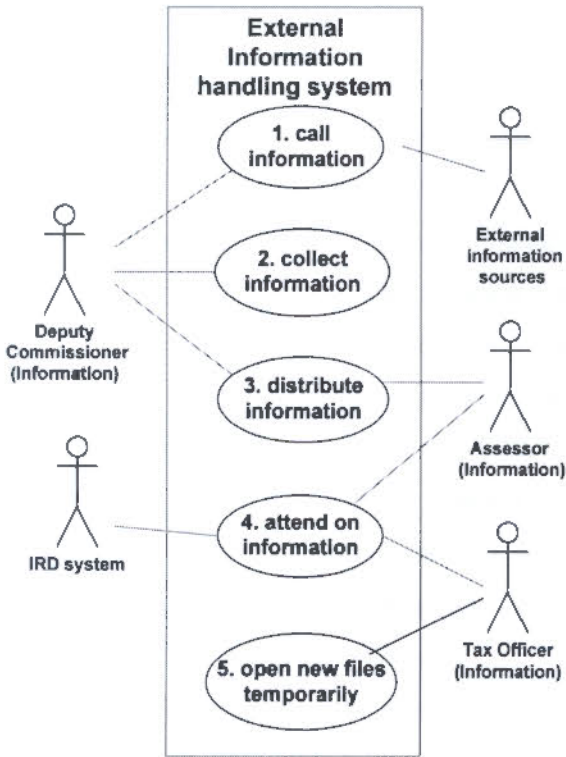 External
Information
handling system
1. call
information
External
information
sources
2. collect
information
Deputy
Commissioner
(Information)
3. distribute
information
Assessor
(Information)
4. attend on
information
IRD system
Tax Officer
(Information)
5. open new files
temporarily